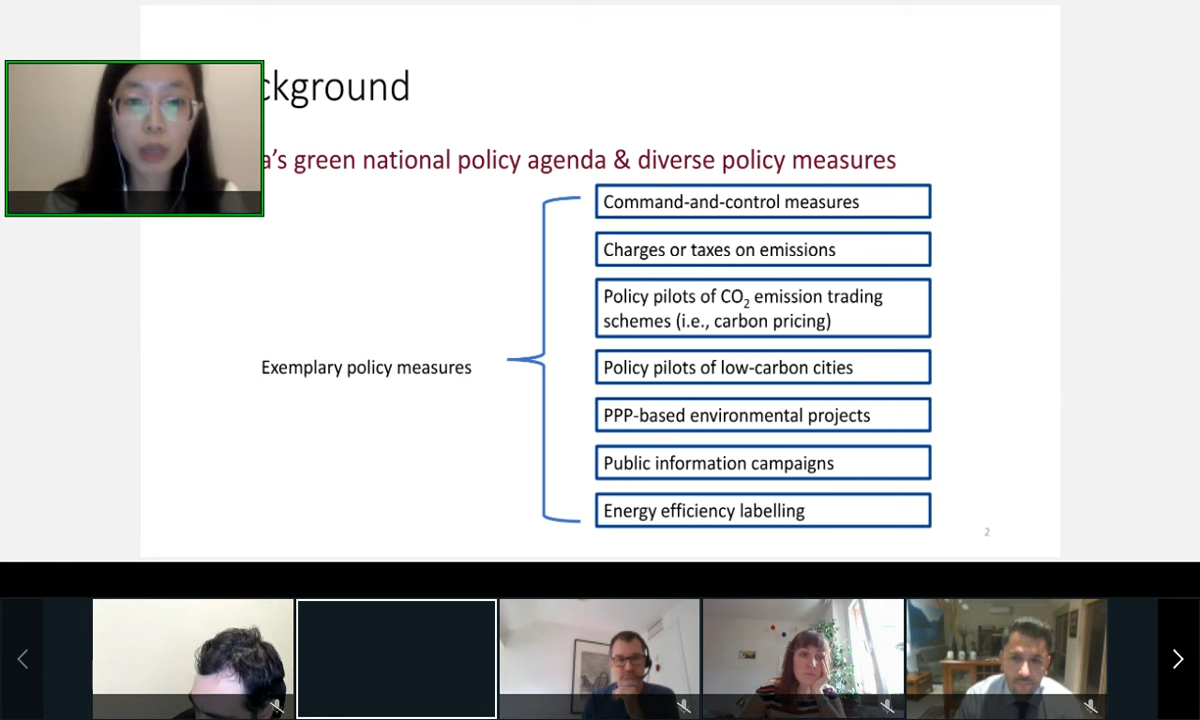 ckground
a's green national policy agenda & diverse policy measures
Command-and-control measures
Charges or taxes on emissions
Policy pilots of CO2 emission trading
schemes (i.e., carbon pricing)
Exemplary policy measures
Policy pilots of low-carbon cities
PPP-based environmental projects
Public information campaigns
Energy efficiency labelling
2